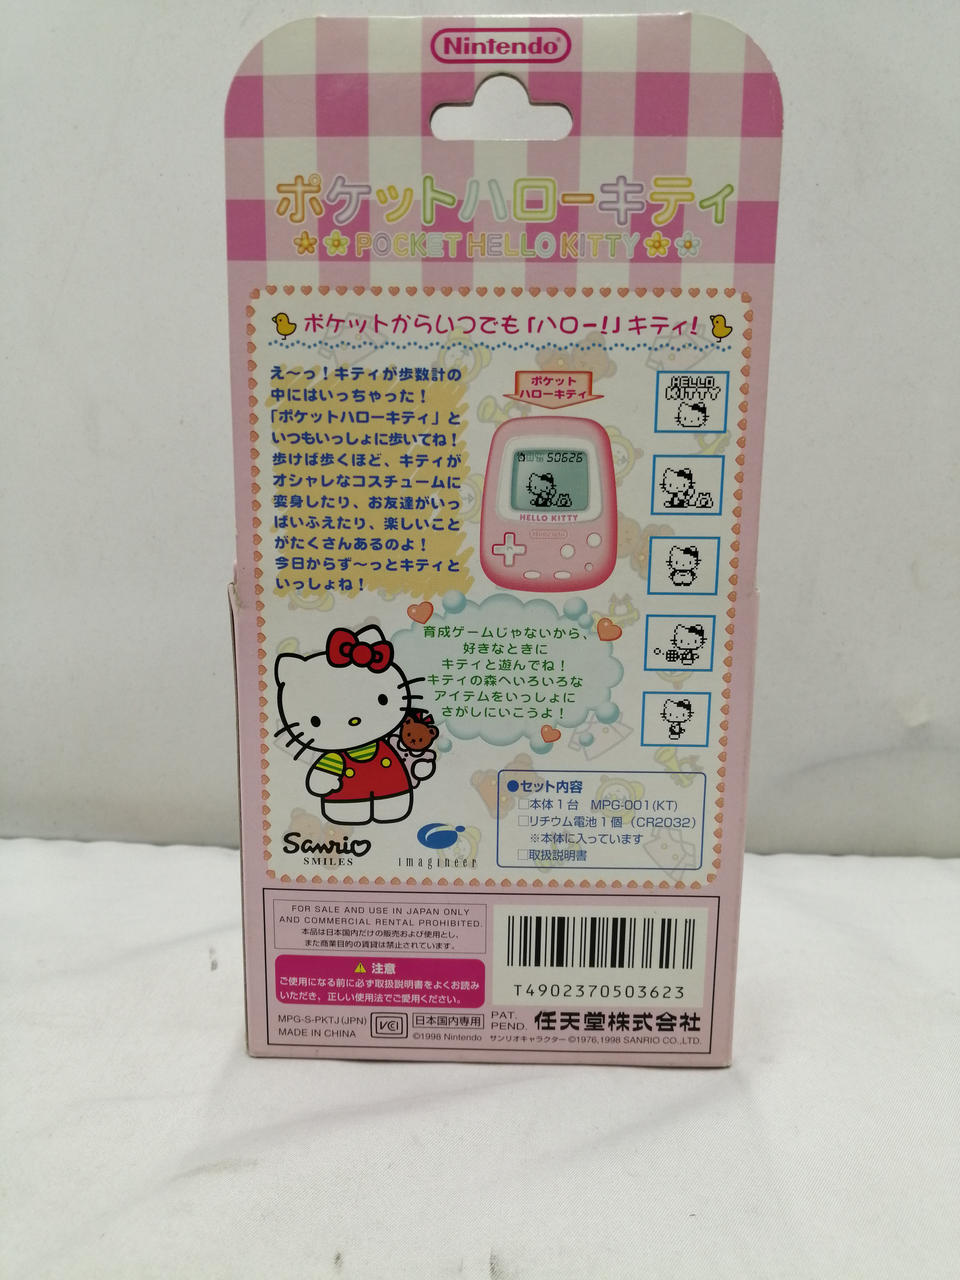 Nintendo®
ポケットハローキティ
POCKET HELLO KITTY
ポケットからいつでも「ハロー!」キティ!
え〜っ!キティが歩数計の
中にはいっちゃった!
「ポケットハローキティ」と
いつもいっしょに歩いてね!
歩けば歩くほど、キティが
オシャレなコスチュームに
変身したり、お友達がいっ
ぱいふえたり、楽しいこと
がたくさんあるのよ!
今日からず〜っとキティと
いっしょね!
ポケット
ハローキティ
50626
HELLO KITTY
Nintendo
HELLO
KITTY
育成ゲームじゃないから、
好きなときに
キティと遊んでね!
キティの森へいろいろな
アイテムをいっしょに
さがしにいこうよ!
●セット内容
□本体1台 MPG-001(KT)
□リチウム電池1個(CR2032)
※本体に入っています
□取扱説明書
Sanrio
SMILES
imagineer
FOR SALE AND USE IN JAPAN ONLY
AND COMMERCIAL RENTAL PROHIBITED.
本品は日本国内だけの販売および使用とし、
また商業目的の賃貸は禁止されています。
注意
ご使用になる前に必ず取扱説明書をよくお読み
いただき、正しい使用法でご愛用ください。
T4902370503623
MPG-S-PKTJ(JPN)
MADE IN CHINA
VCI
日本国内専用
PAT.
PEND.
任天堂株式会社
©1998 Nintendo サンリオキャラクター ©1976,1998 SANRIO CO.,LTD.